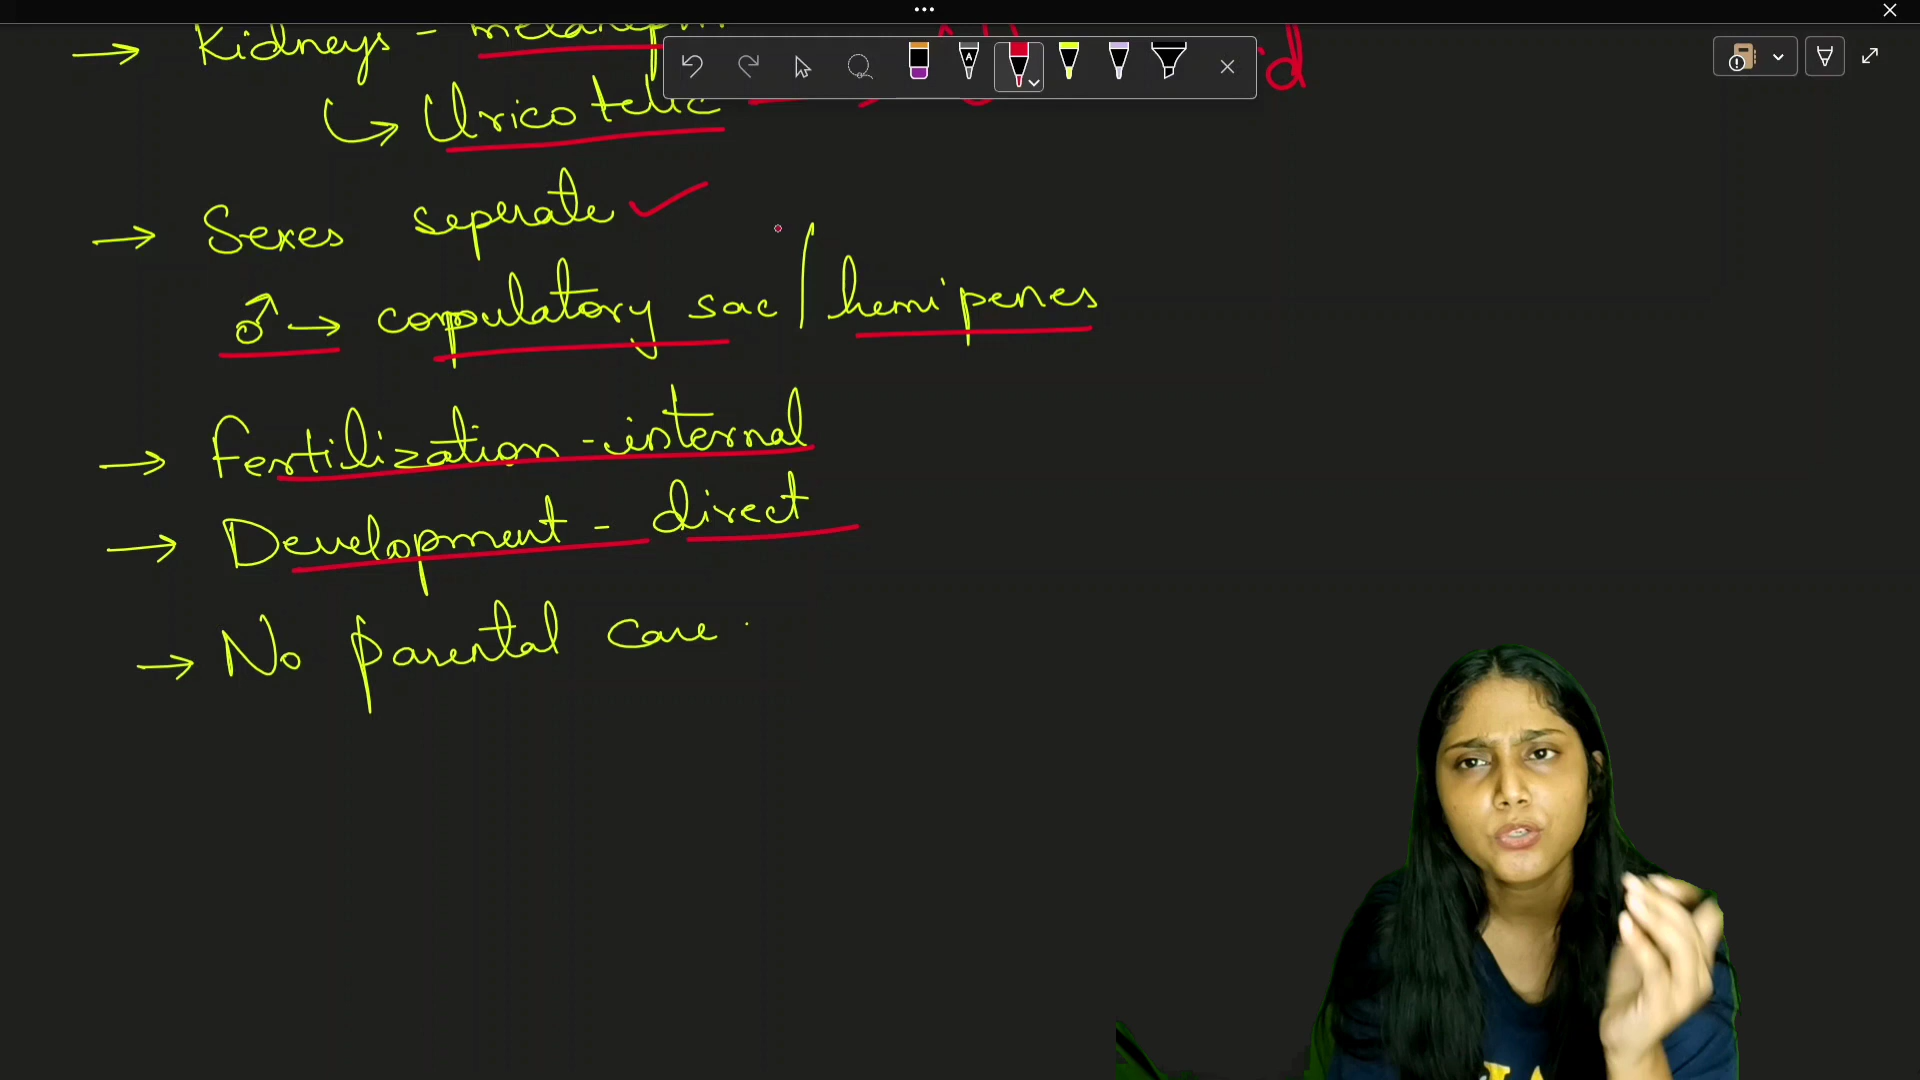 → Kidneys -
↳ Uricotelic
→ Sexes seperate ✓
♂ → copulatory sac / hemipenes
→ Fertilization - internal
→ Development - direct
→ No parental care.